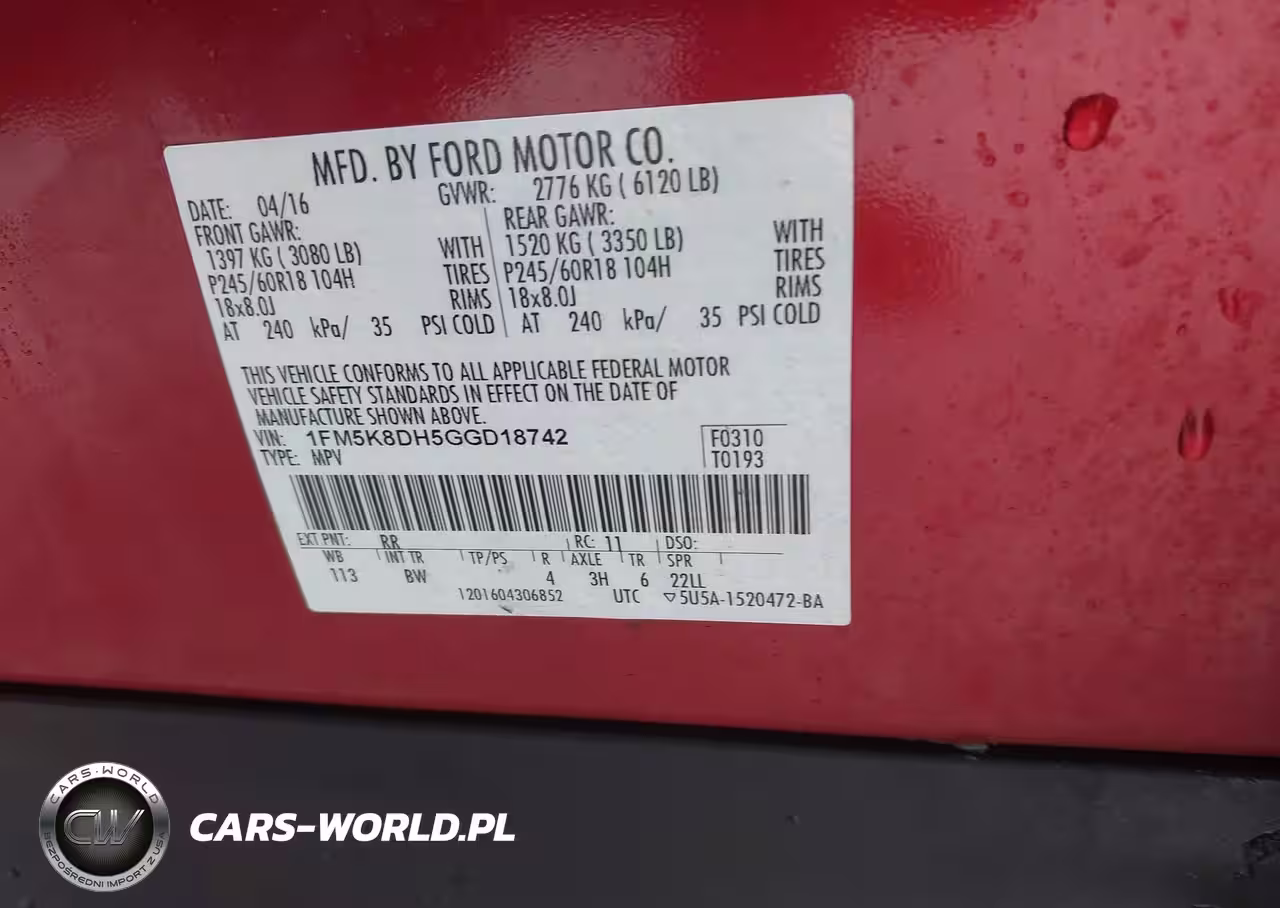 MFD. BY FORD MOTOR CO.
DATE: 04/16 GVWR: 2776 KG ( 6120 LB)
FRONT GAWR: REAR GAWR:
1397 KG ( 3080 LB) WITH 1520 KG ( 3350 LB) WITH
P245/60R18 104H TIRES P245/60R18 104H TIRES
18x8.0J RIMS 18x8.0J RIMS
AT 240 kPa/ 35 PSI COLD AT 240 kPa/ 35 PSI COLD
THIS VEHICLE CONFORMS TO ALL APPLICABLE FEDERAL MOTOR
VEHICLE SAFETY STANDARDS IN EFFECT ON THE DATE OF
MANUFACTURE SHOWN ABOVE.
VIN: 1FM5K8DH5GGD18742 F0310
TYPE: MPV T0193
EXT PNT: RR RC: 11 DSO:
WB INT TR TP/PS R AXLE TR SPR
113 BW 4 3H 6 22LL
1201604306852 UTC ▽5U5A-1520472-BA
CARS-WORLD
CW
BEZPOŚREDNI IMPORT Z USA
CARS-WORLD.PL